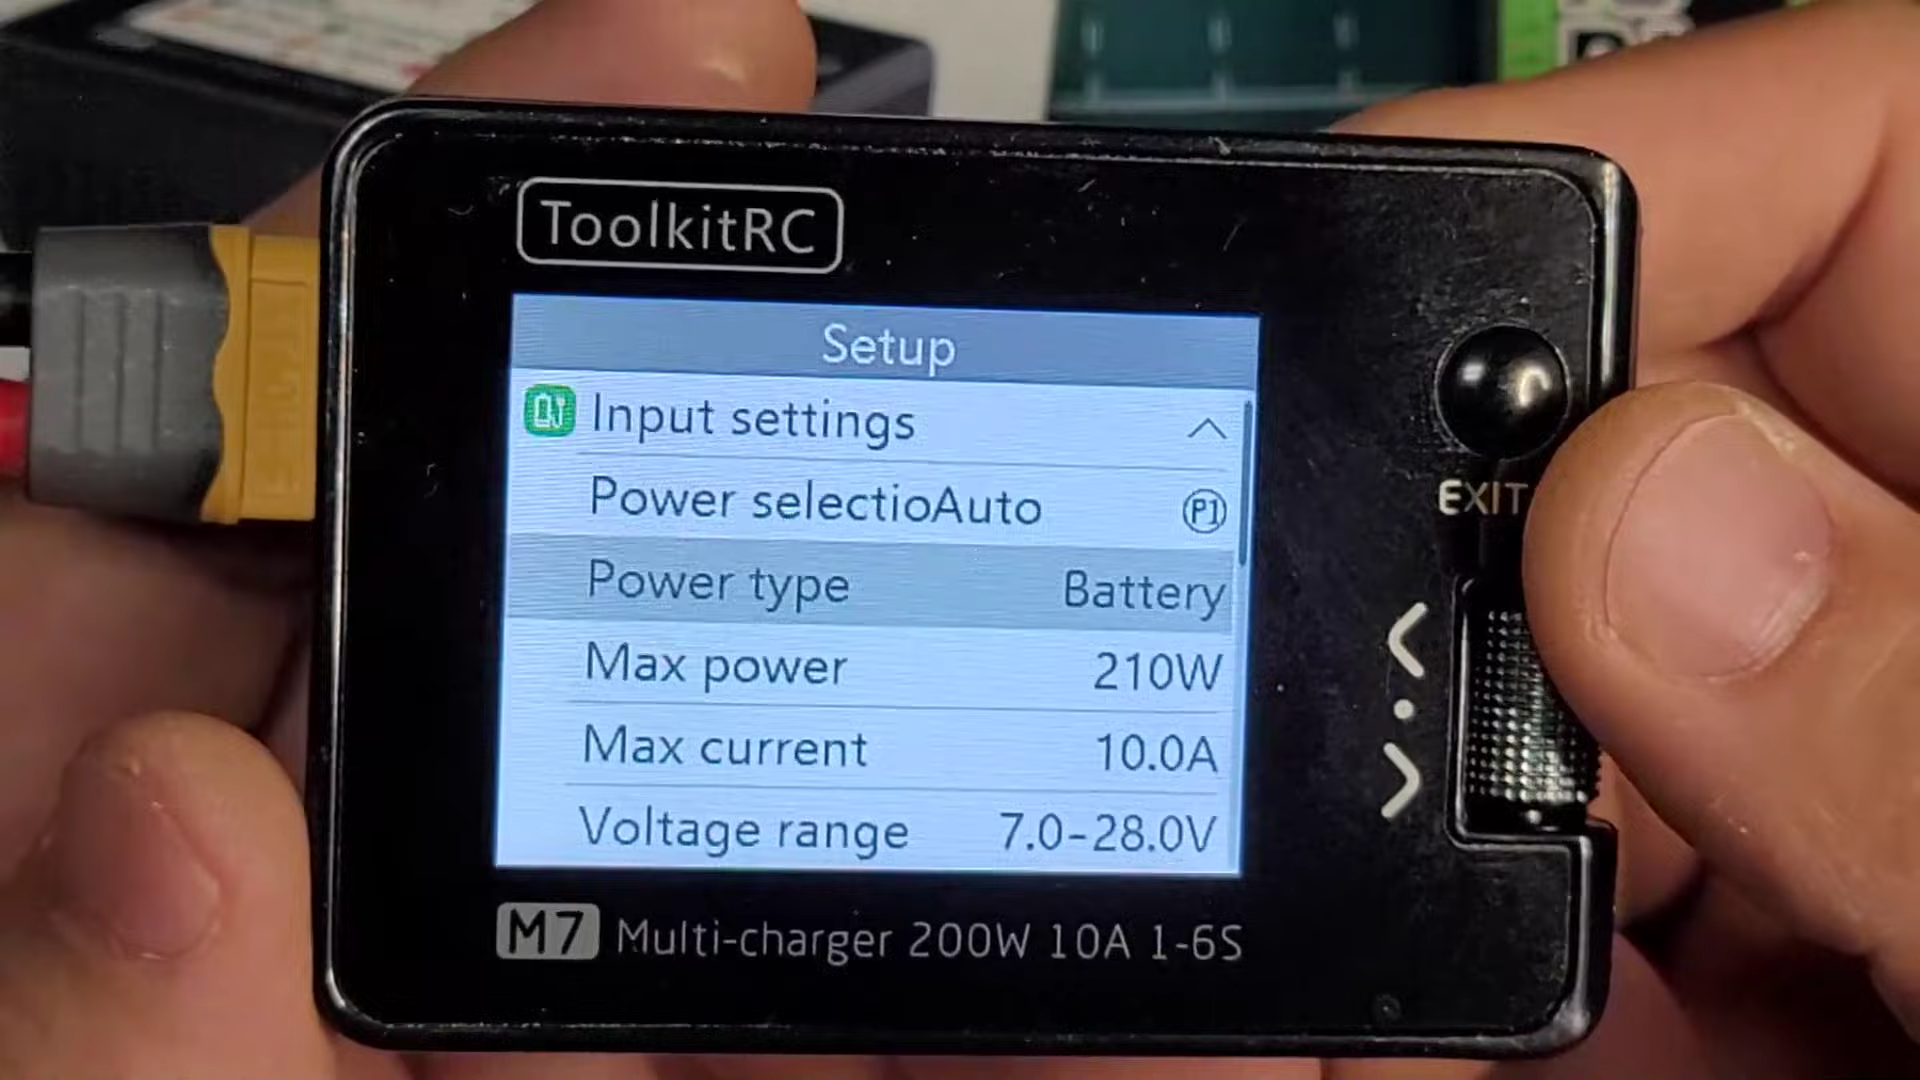 ToolkitRC
Setup
Input settings
Power selectioAuto P1
Power type Battery
Max power 210W
Max current 10.0A
Voltage range 7.0-28.0V
EXIT
M7 Multi-charger 200W 10A 1-6S